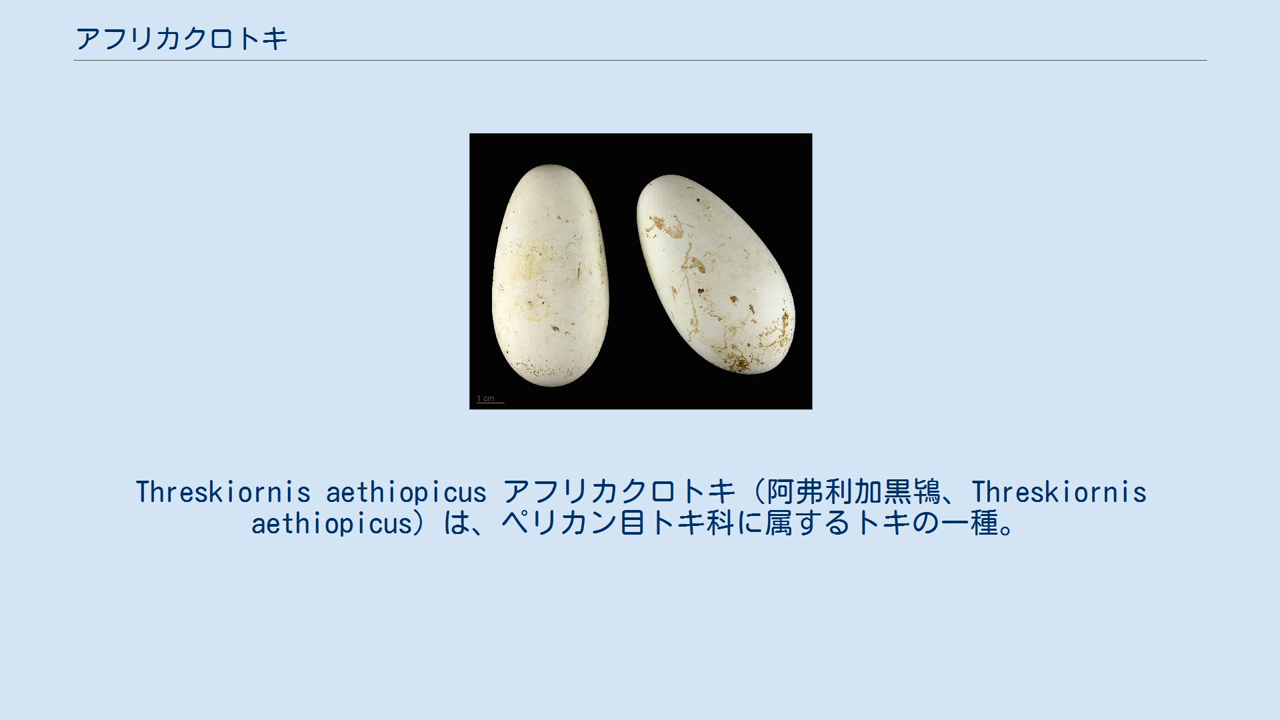 アフリカクロトキ
1 cm
Threskiornis aethiopicus アフリカクロトキ（阿弗利加黒鴇、Threskiornis
aethiopicus）は、ペリカン目トキ科に属するトキの一種。